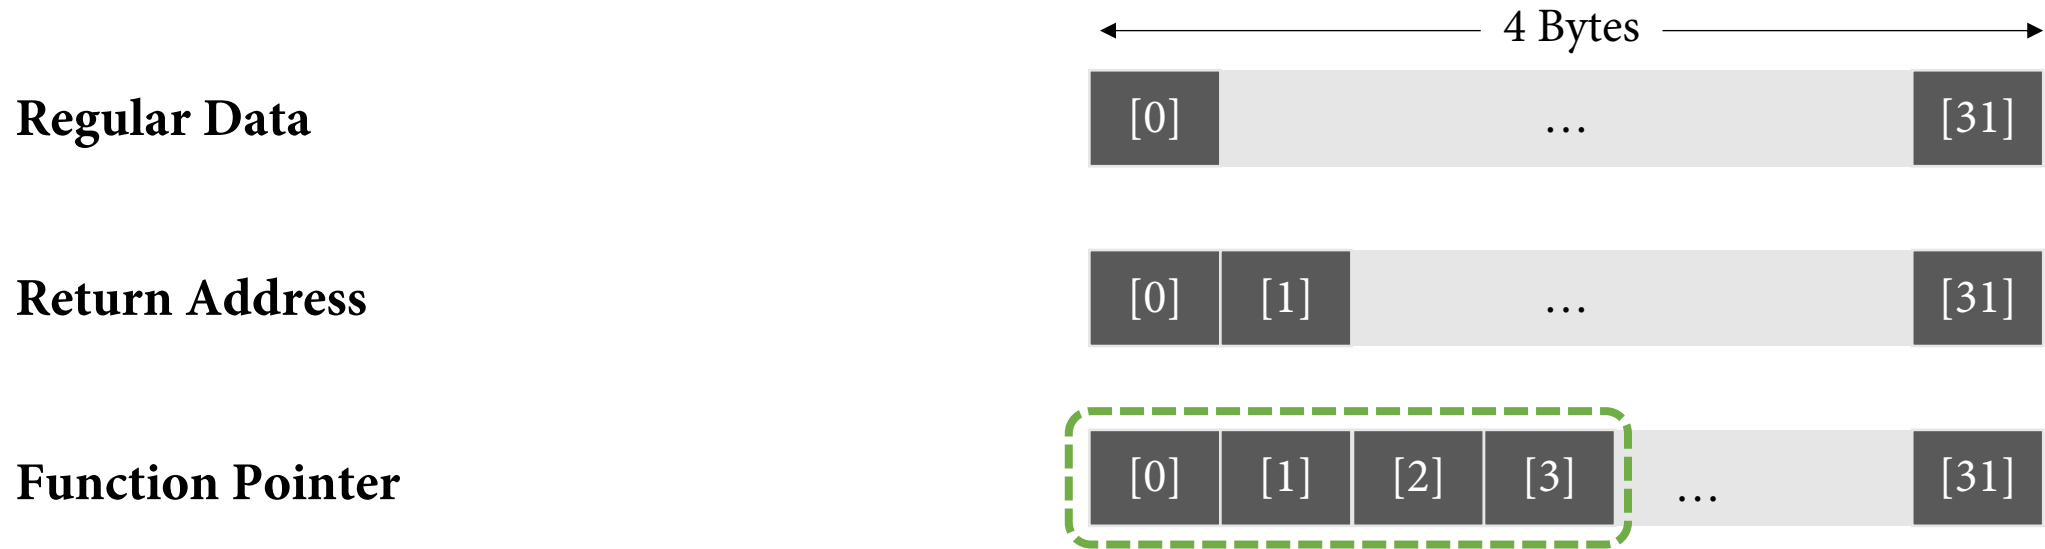 4 Bytes
Regular Data [0] … [31]
Return Address [0] [1] … [31]
Function Pointer [0] [1] [2] [3] … [31]